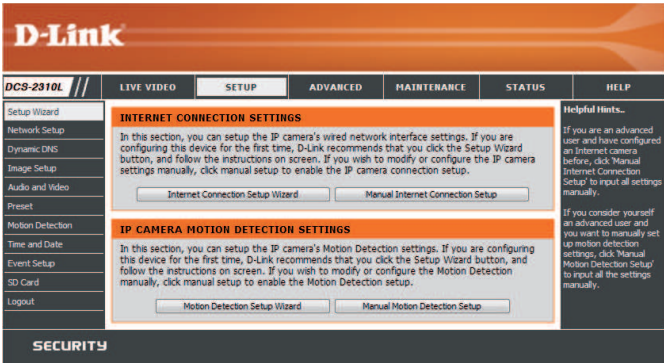 D-Link
DCS-2310L // LIVE VIDEO SETUP ADVANCED MAINTENANCE STATUS HELP
Setup Wizard
Network Setup
Dynamic DNS
Image Setup
Audio and Video
Preset
Motion Detection
Time and Date
Event Setup
SD Card
Logout
INTERNET CONNECTION SETTINGS
In this section, you can setup the IP camera's wired network interface settings. If you are
configuring this device for the first time, D-Link recommends that you click the Setup Wizard
button, and follow the instructions on screen. If you wish to modify or configure the IP camera
settings manually, click manual setup to enable the IP camera connection setup.
Internet Connection Setup Wizard Manual Internet Connection Setup
IP CAMERA MOTION DETECTION SETTINGS
In this section, you can setup the IP camera's Motion Detection settings. If you are configuring
this device for the first time, D-Link recommends that you click the Setup Wizard button, and
follow the instructions on screen. If you wish to modify or configure the Motion Detection
manually, click manual setup to enable the Motion Detection setup.
Motion Detection Setup Wizard Manual Motion Detection Setup
Helpful Hints..
If you are an advanced
user and have configured
an Internet camera
before, click 'Manual
Internet Connection
Setup' to input all settings
manually.
If you consider yourself
an advanced user and
you want to manually set
up motion detection
settings, click 'Manual
Motion Detection Setup'
to input all the settings
manually.
SECURITY